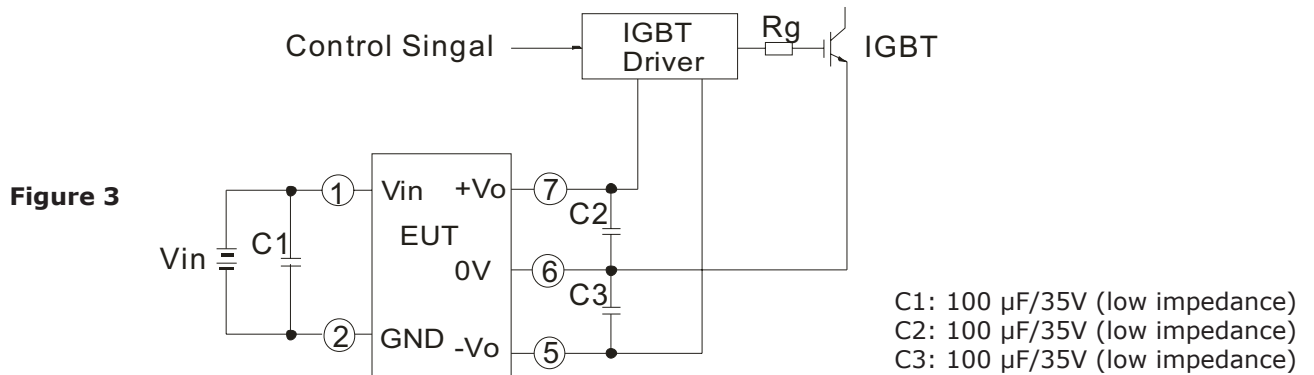 Control Singal
IGBT
Driver
Rg
IGBT
Figure 3
Vin
C1
1
2
Vin
+Vo
EUT
0V
GND
-Vo
7
6
5
C2
C3
C1: 100 µF/35V (low impedance)
C2: 100 µF/35V (low impedance)
C3: 100 µF/35V (low impedance)